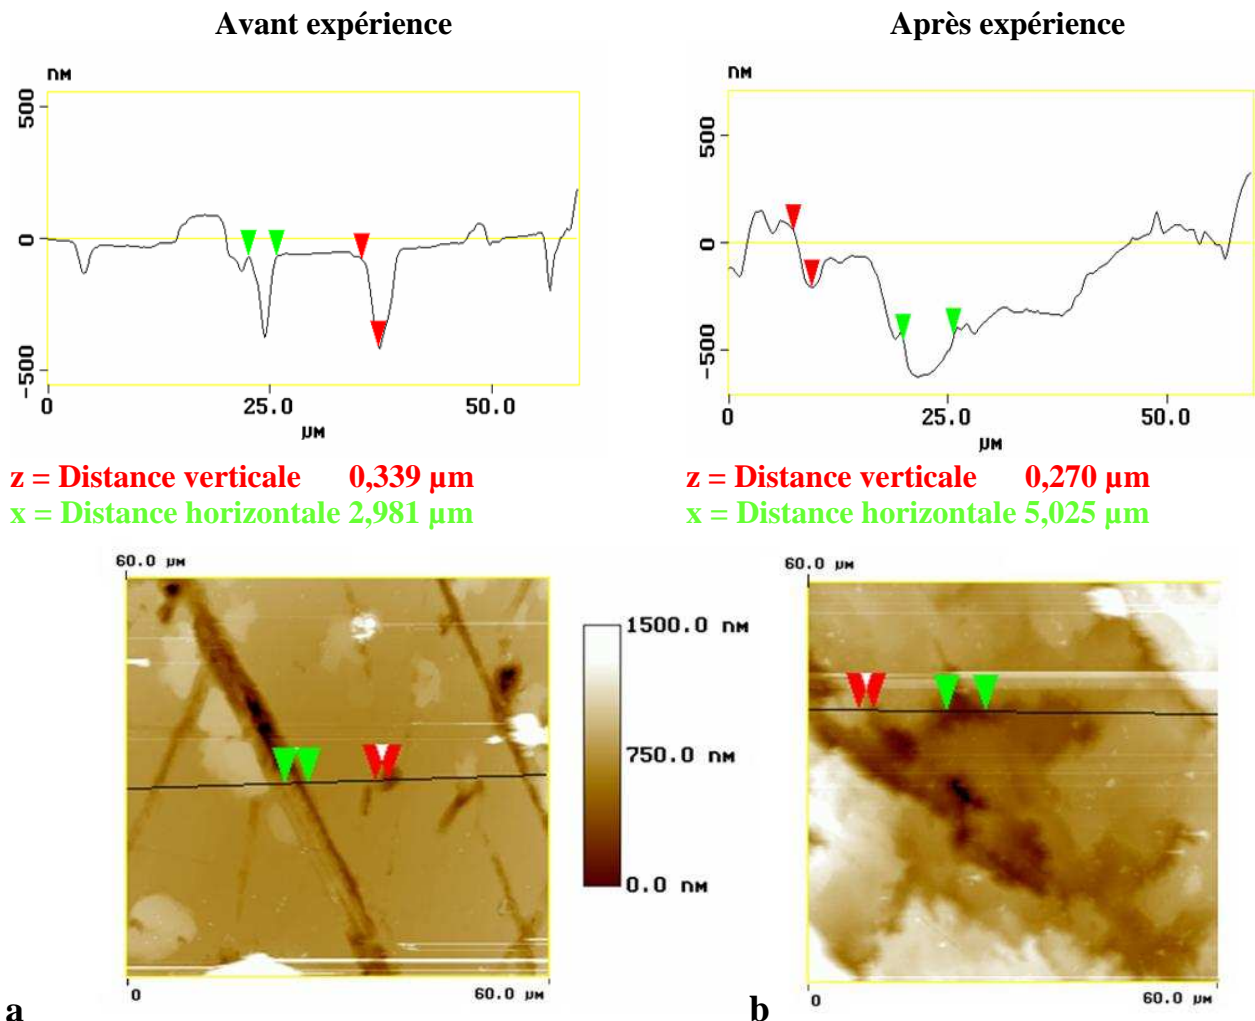 Avant expérience
Après expérience
nM
500
0
-500
0
25.0
50.0
µM
nM
500
0
-500
0
25.0
50.0
µM
z = Distance verticale 0,339 µm
x = Distance horizontale 2,981 µm
z = Distance verticale 0,270 µm
x = Distance horizontale 5,025 µm
60.0 µM
0
60.0 µM
1500.0 nM
750.0 nM
0.0 nM
60.0 µM
0
60.0 µM
a
b